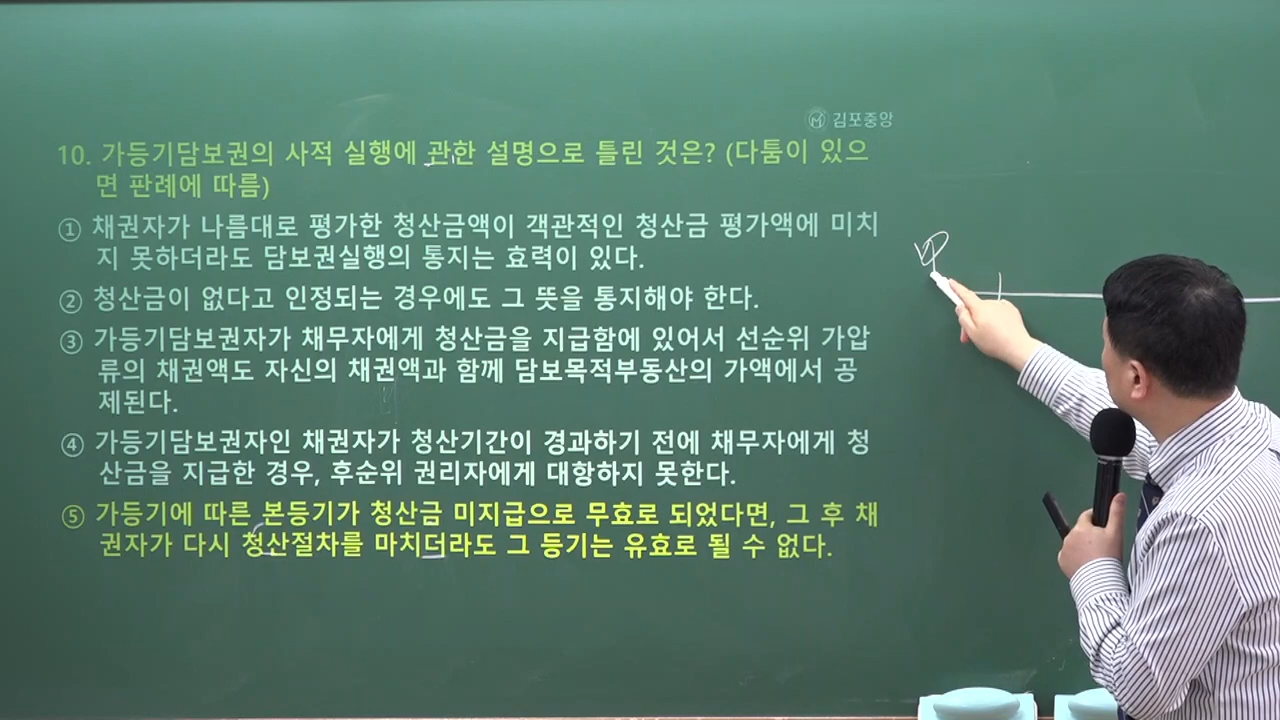 김포중앙
10. 가등기담보권의 사적 실행에 관한 설명으로 틀린 것은? (다툼이 있으
면 판례에 따름)
① 채권자가 나름대로 평가한 청산금액이 객관적인 청산금 평가액에 미치
지 못하더라도 담보권실행의 통지는 효력이 있다.
② 청산금이 없다고 인정되는 경우에도 그 뜻을 통지해야 한다.
③ 가등기담보권자가 채무자에게 청산금을 지급함에 있어서 선순위 가압
류의 채권액도 자신의 채권액과 함께 담보목적부동산의 가액에서 공
제된다.
④ 가등기담보권자인 채권자가 청산기간이 경과하기 전에 채무자에게 청
산금을 지급한 경우, 후순위 권리자에게 대항하지 못한다.
⑤ 가등기에 따른 본등기가 청산금 미지급으로 무효로 되었다면, 그 후 채
권자가 다시 청산절차를 마치더라도 그 등기는 유효로 될 수 없다.